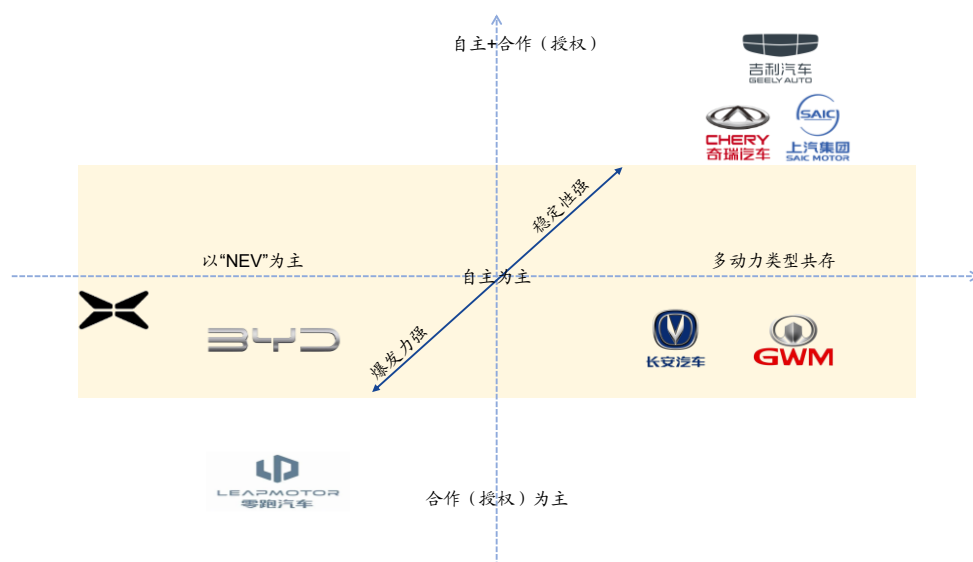 自主+合作（授权）
吉利汽车
GEELY AUTO
CHERY
奇瑞汽车
SAIC
上汽集团
SAIC MOTOR
稳定性强
以“NEV”为主
自主为主
多动力类型共存
爆发力强
BYD
长安汽车
GWM
LEAPMOTOR
零跑汽车
合作（授权）为主